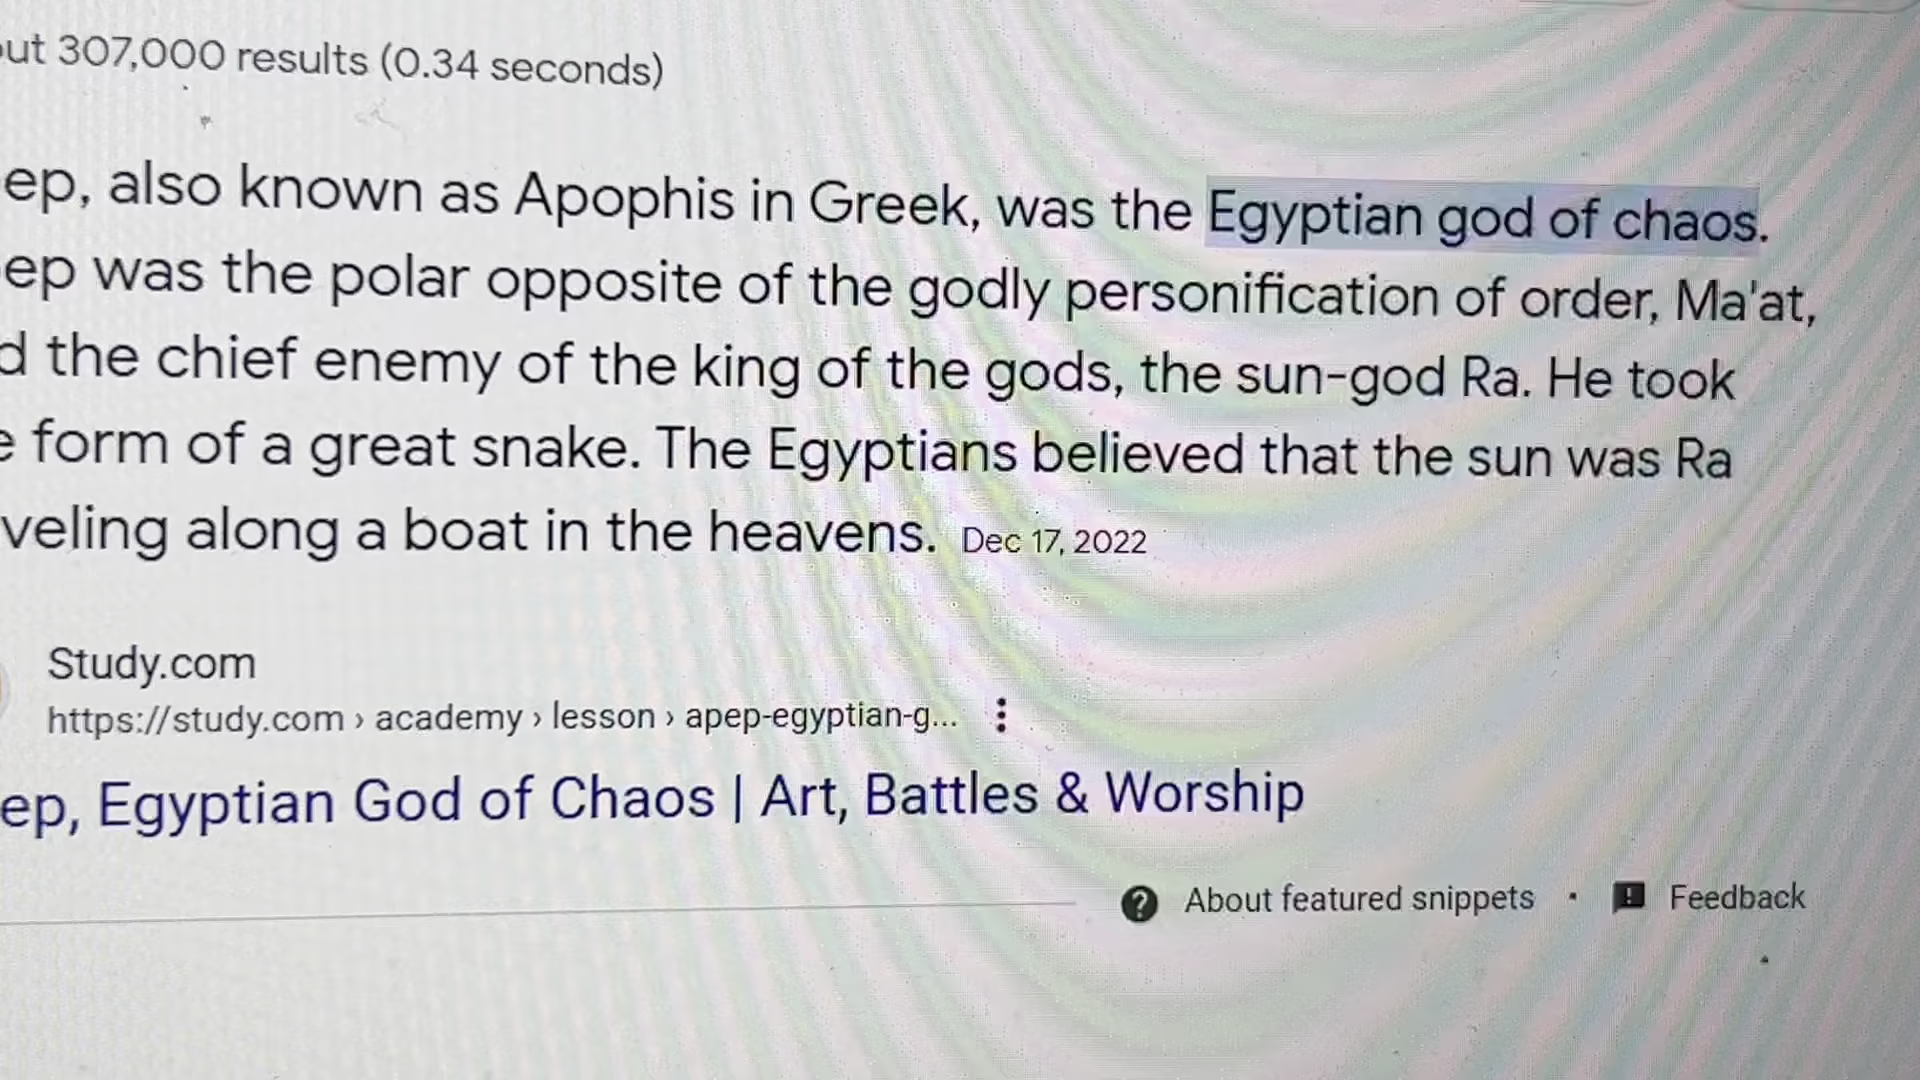 ut 307,000 results (0.34 seconds)
ep, also known as Apophis in Greek, was the Egyptian god of chaos.
ep was the polar opposite of the godly personification of order, Ma'at,
d the chief enemy of the king of the gods, the sun-god Ra. He took
e form of a great snake. The Egyptians believed that the sun was Ra
veling along a boat in the heavens. Dec 17, 2022
Study.com
https://study.com › academy › lesson › apep-egyptian-g...
ep, Egyptian God of Chaos | Art, Battles & Worship
About featured snippets · Feedback